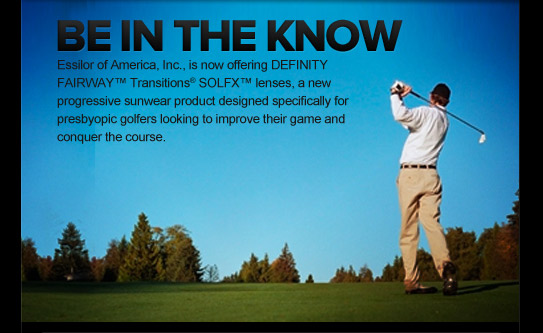 BE IN THE KNOW
Essilor of America, Inc., is now offering DEFINITY
FAIRWAY™ Transitions® SOLFX™ lenses, a new
progressive sunwear product designed specifically for
presbyopic golfers looking to improve their game and
conquer the course.